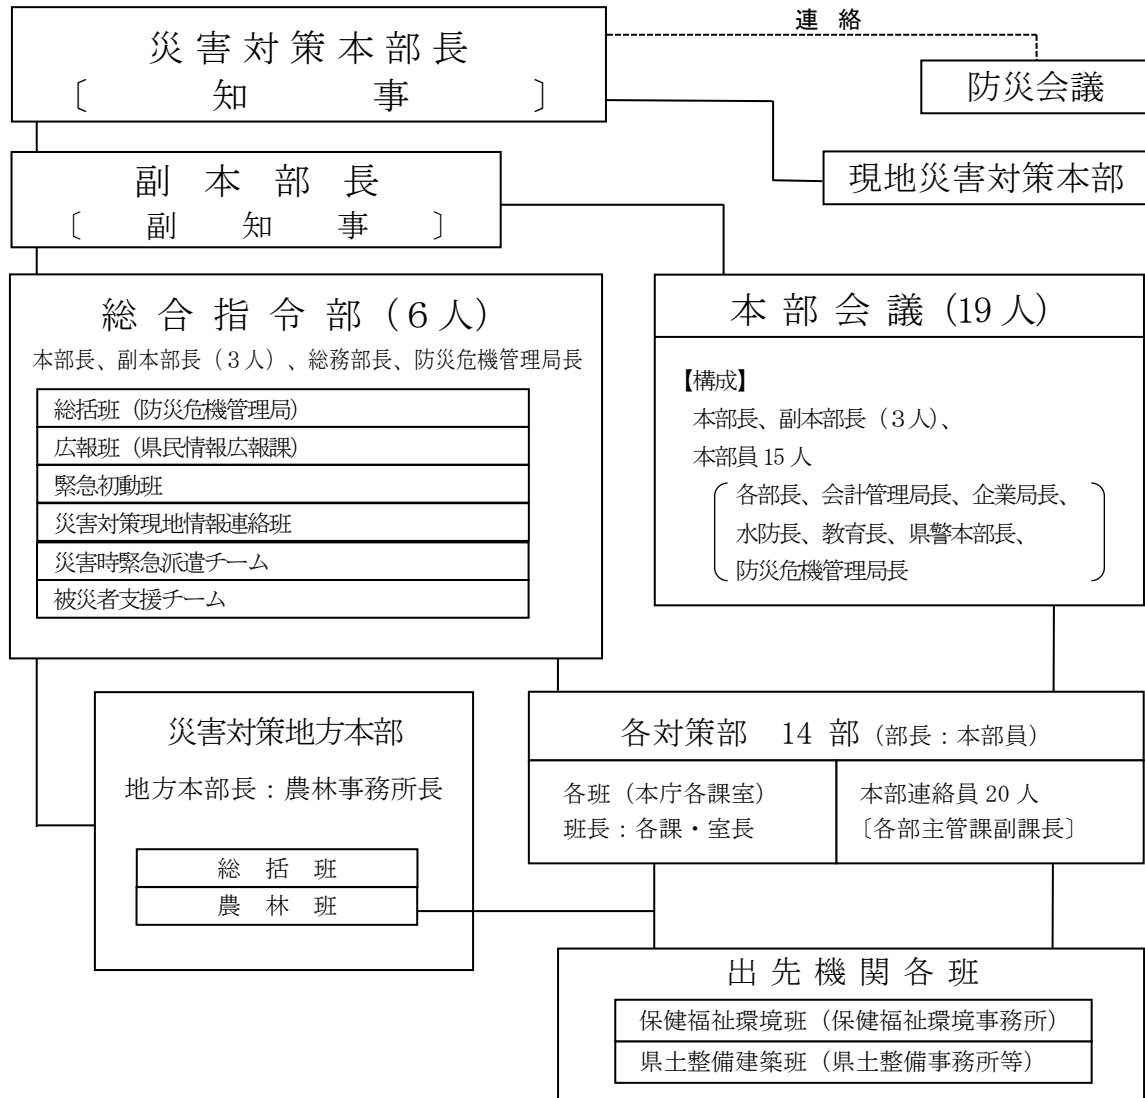 連 絡
災害対策本部長
〔 知 事 〕
防災会議
現地災害対策本部
副本部長
〔 副 知 事 〕
総合指令部（６人）
本部長、副本部長（３人）、総務部長、防災危機管理局長
総括班（防災危機管理局）
広報班（県民情報広報課）
緊急初動班
災害対策現地情報連絡班
災害時緊急派遣チーム
被災者支援チーム
本部会議（19人）
【構成】
本部長、副本部長（３人）、
本部員15人
各部長、会計管理局長、企業局長、
水防長、教育長、県警本部長、
防災危機管理局長
災害対策地方本部
地方本部長：農林事務所長
総 括 班
農 林 班
各対策部 14 部（部長：本部員）
各班（本庁各課室）
班長：各課・室長
本部連絡員20人
〔各部主管課副課長〕
出先機関各班
保健福祉環境班（保健福祉環境事務所）
県土整備建築班（県土整備事務所等）